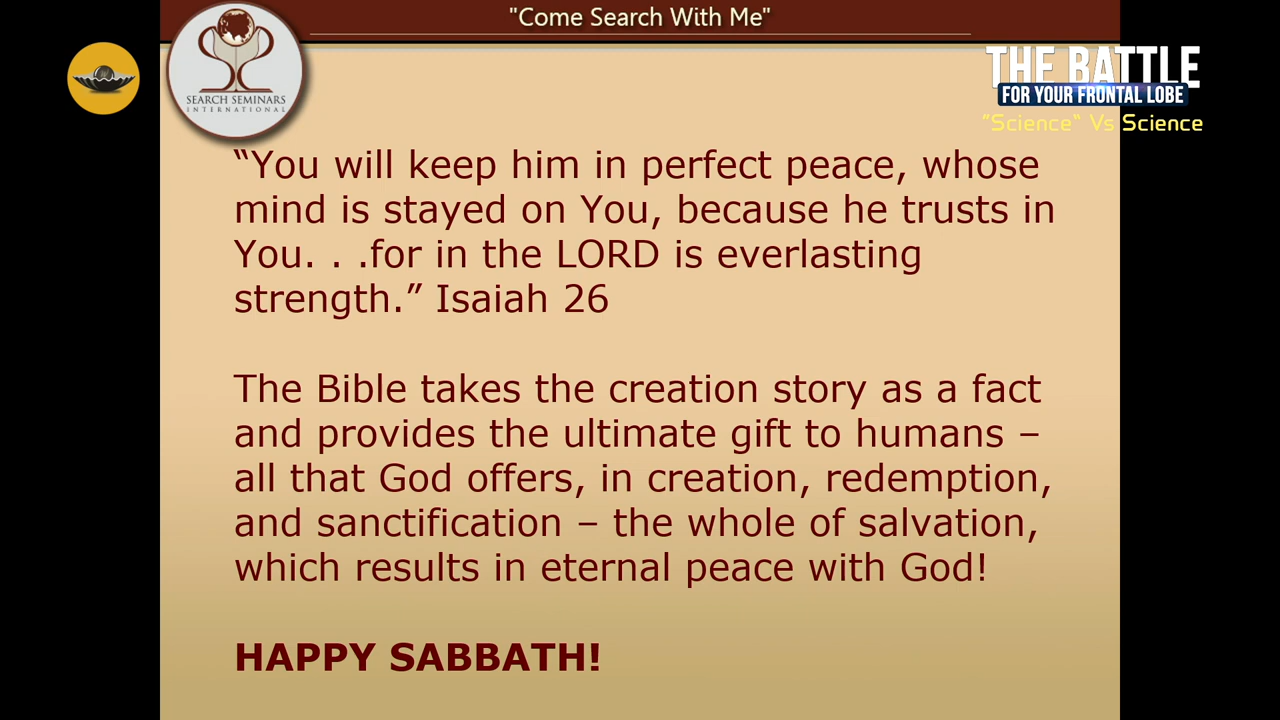 "Come Search With Me"
SEARCH SEMINARS
INTERNATIONAL
THE BATTLE
FOR YOUR FRONTAL LOBE
"Science" Vs Science
“You will keep him in perfect peace, whose
mind is stayed on You, because he trusts in
You. . .for in the LORD is everlasting
strength.” Isaiah 26
The Bible takes the creation story as a fact
and provides the ultimate gift to humans –
all that God offers, in creation, redemption,
and sanctification – the whole of salvation,
which results in eternal peace with God!
HAPPY SABBATH!